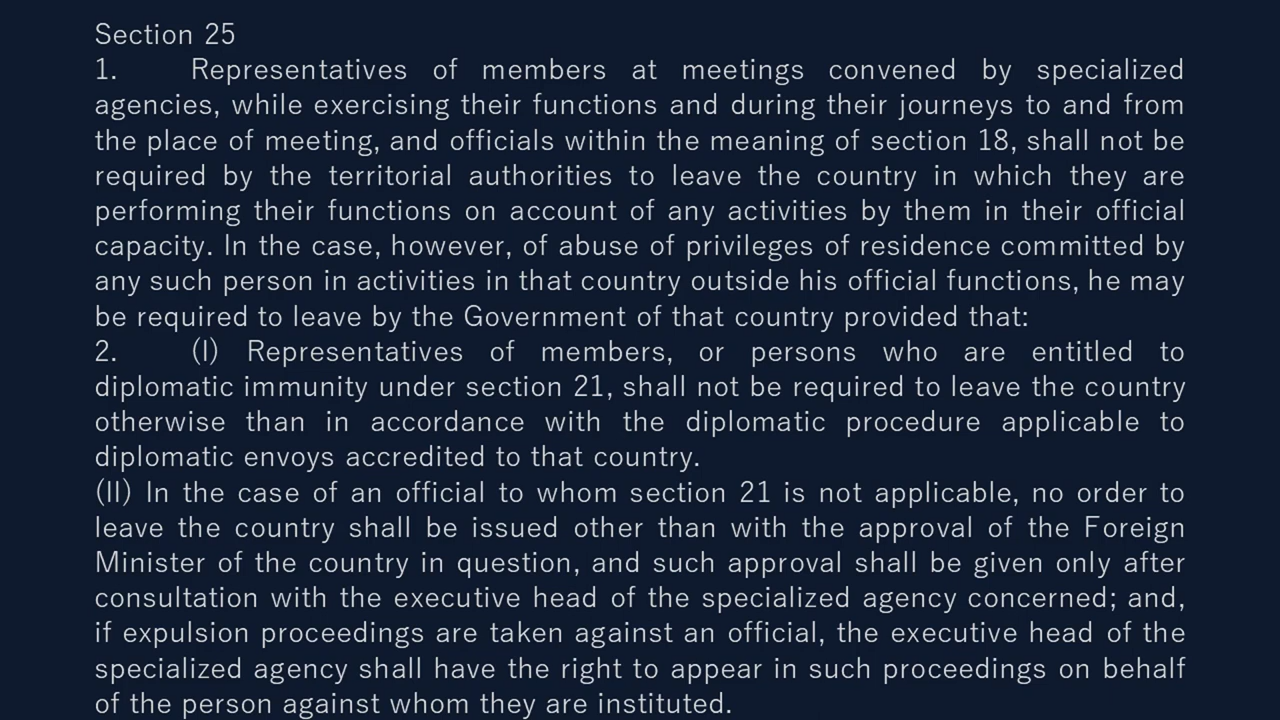 Section 25
1. Representatives of members at meetings convened by specialized
agencies, while exercising their functions and during their journeys to and from
the place of meeting, and officials within the meaning of section 18, shall not be
required by the territorial authorities to leave the country in which they are
performing their functions on account of any activities by them in their official
capacity. In the case, however, of abuse of privileges of residence committed by
any such person in activities in that country outside his official functions, he may
be required to leave by the Government of that country provided that:
2. (I) Representatives of members, or persons who are entitled to
diplomatic immunity under section 21, shall not be required to leave the country
otherwise than in accordance with the diplomatic procedure applicable to
diplomatic envoys accredited to that country.
(II) In the case of an official to whom section 21 is not applicable, no order to
leave the country shall be issued other than with the approval of the Foreign
Minister of the country in question, and such approval shall be given only after
consultation with the executive head of the specialized agency concerned; and,
if expulsion proceedings are taken against an official, the executive head of the
specialized agency shall have the right to appear in such proceedings on behalf
of the person against whom they are instituted.